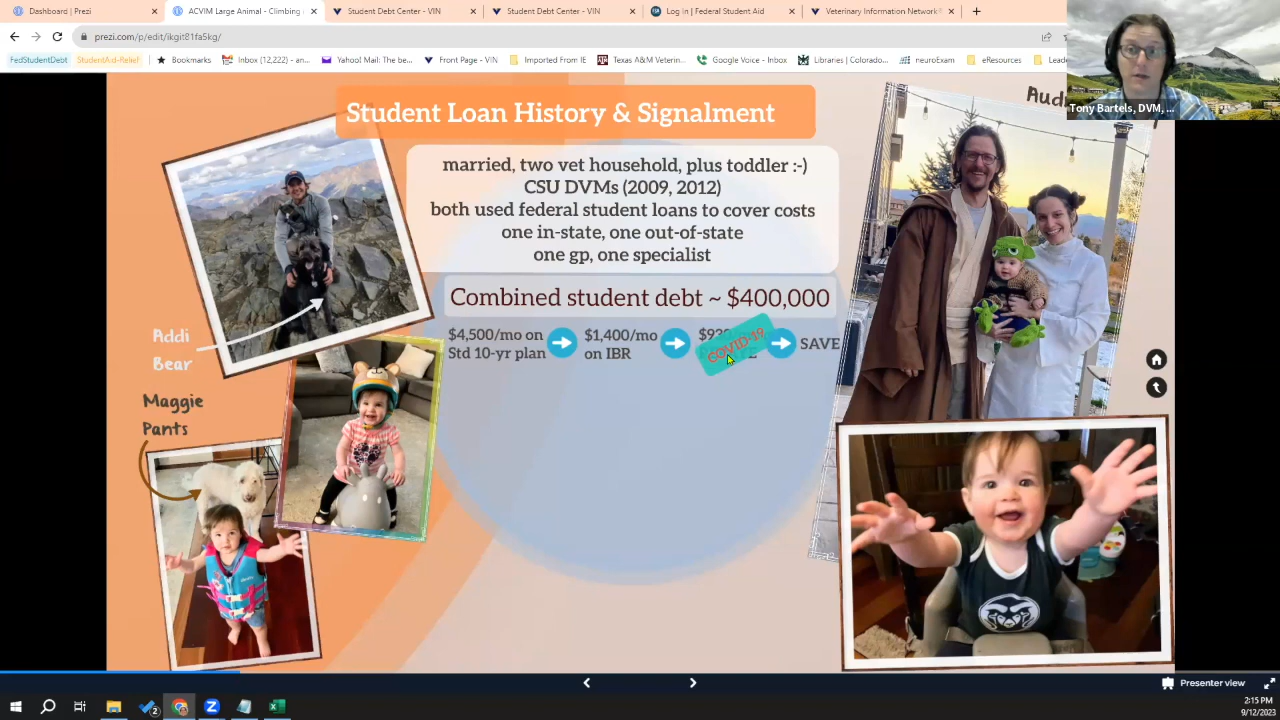 Dashboard | Prezi
ACVIM Large Animal - Climbing
Student Debt Center - VIN
Student Debt Center - VIN
Log In | Federal Student Aid
Veterinary Information Network
prezi.com/p/edit/ikgit81fa5kg/
FedStudentDebt
StudentAid-Relief
Bookmarks
Inbox (12,222) - an...
Yahoo! Mail: The be...
Front Page - VIN
Imported From IE
Texas A&M Veterin...
Google Voice - Inbox
Libraries | Colorado...
neuroExam
eResources
Tony Bartels, DVM, ...
Student Loan History & Signalment
married, two vet household, plus toddler :-)
CSU DVMs (2009, 2012)
both used federal student loans to cover costs
one in-state, one out-of-state
one gp, one specialist
Combined student debt ~ $400,000
$4,500/mo on
Std 10-yr plan
$1,400/mo
on IBR
COVID-19
SAVE
Addi
Bear
Maggie
Pants
Presenter view
2:15 PM
9/12/2023